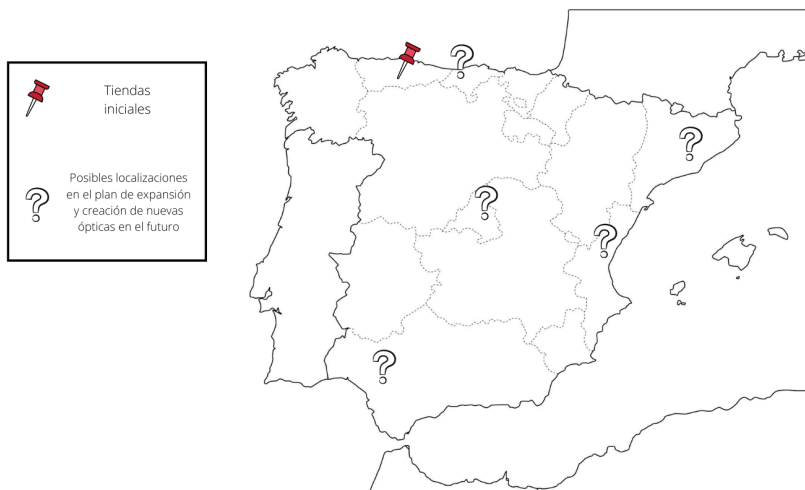 Tiendas
iniciales
Posibles localizaciones
en el plan de expansión
y creación de nuevas
ópticas en el futuro
?
?
?
?
?
?